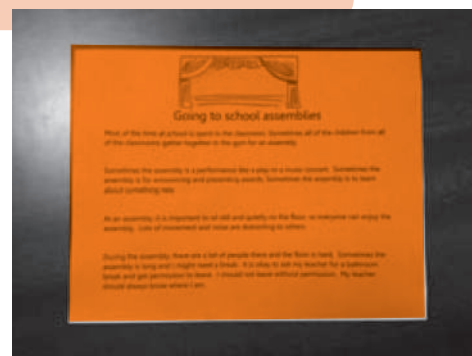 Going to school assemblies
Most of the time at school is spent in the classroom. Sometimes all of the children from all
of the classrooms gather together in the gym for an assembly.
Sometimes the assembly is a performance like a play or a music concert. Sometimes the
assembly is for announcing and presenting awards. Sometimes the assembly is to learn
about something new.
At an assembly, it is important to sit still and quietly on the floor, so everyone can enjoy the
assembly. Lots of movement and noise are distracting to others.
During the assembly, there are a lot of people there and the floor is hard. Sometimes the
assembly is long and I might need a break. It is okay to ask my teacher for a bathroom
break and get permission to leave. I should not leave without permission. My teacher
should always know where I am.